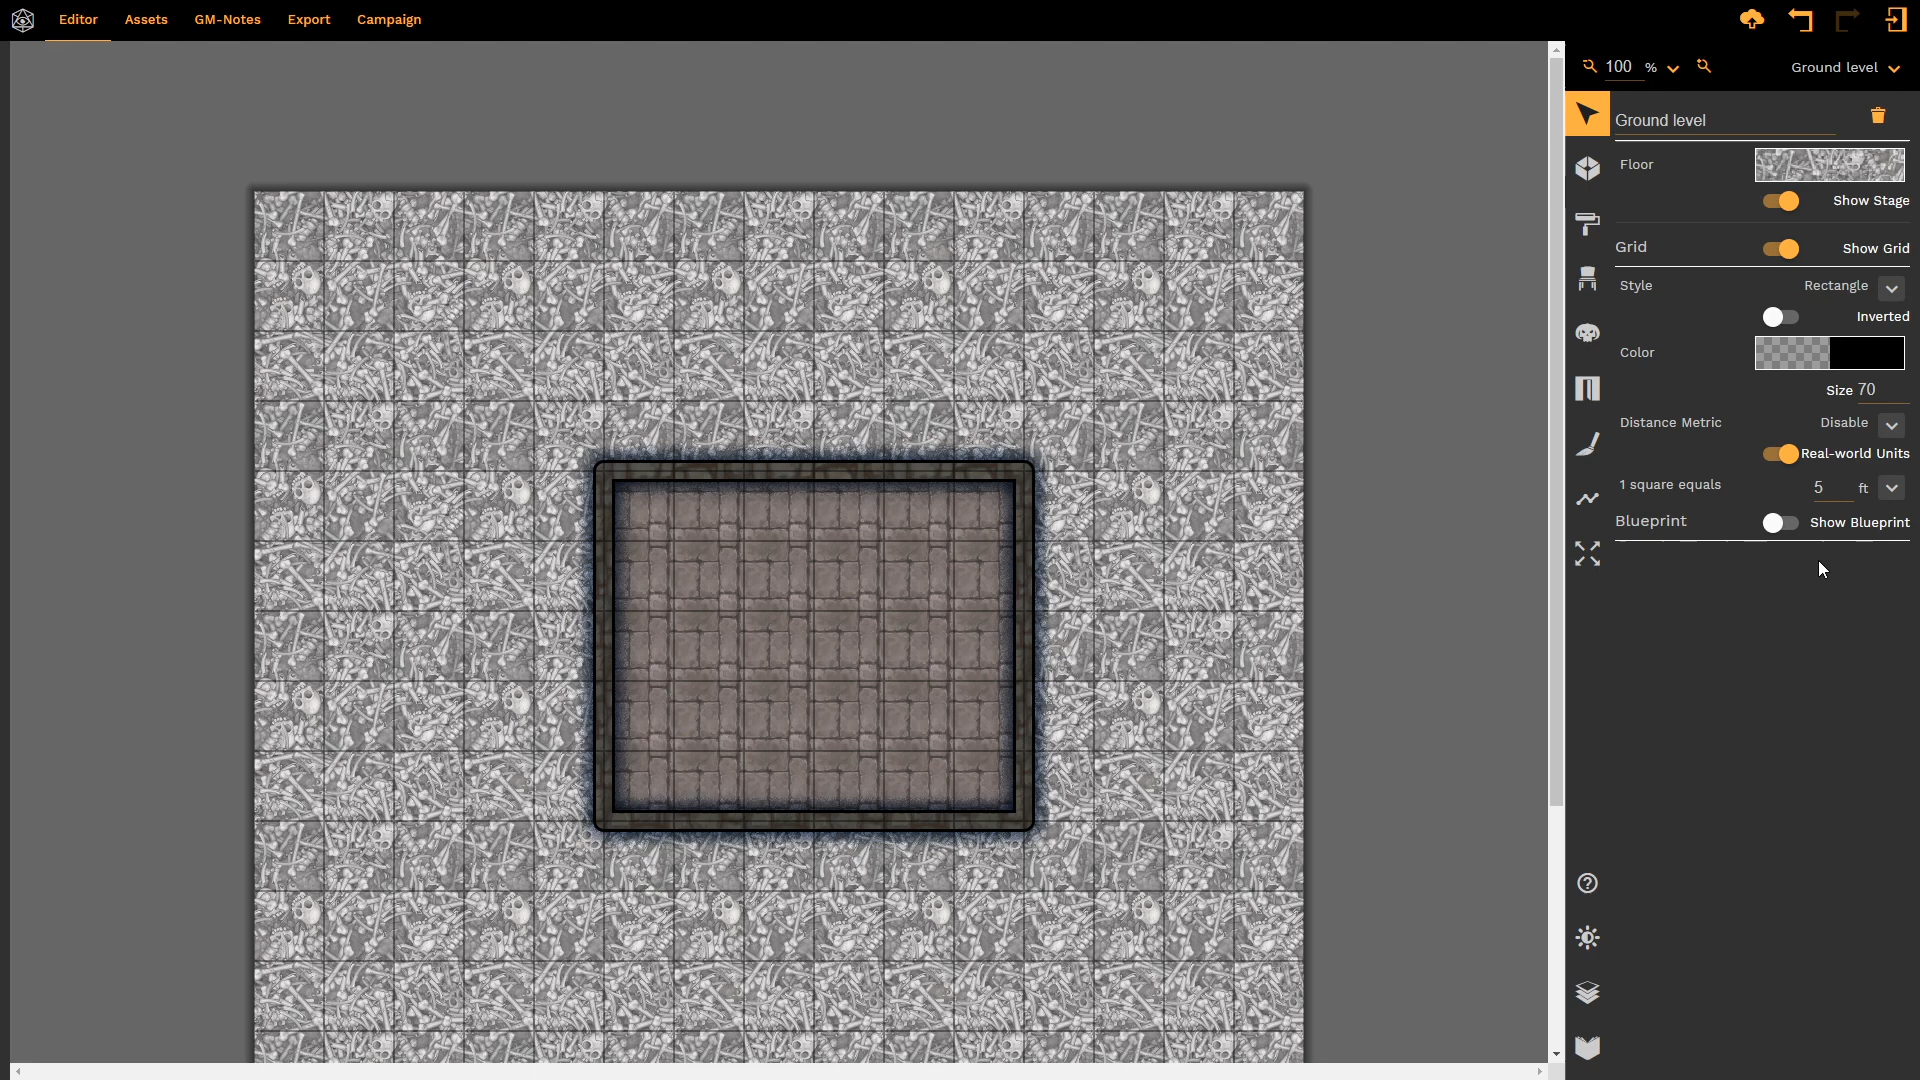 Editor Assets GM-Notes Export Campaign
100 % Ground level
Ground level
Floor
Show Stage
Grid Show Grid
Style Rectangle
Inverted
Color
Size 70
Distance Metric Disable
Real-world Units
1 square equals 5 ft
Blueprint Show Blueprint